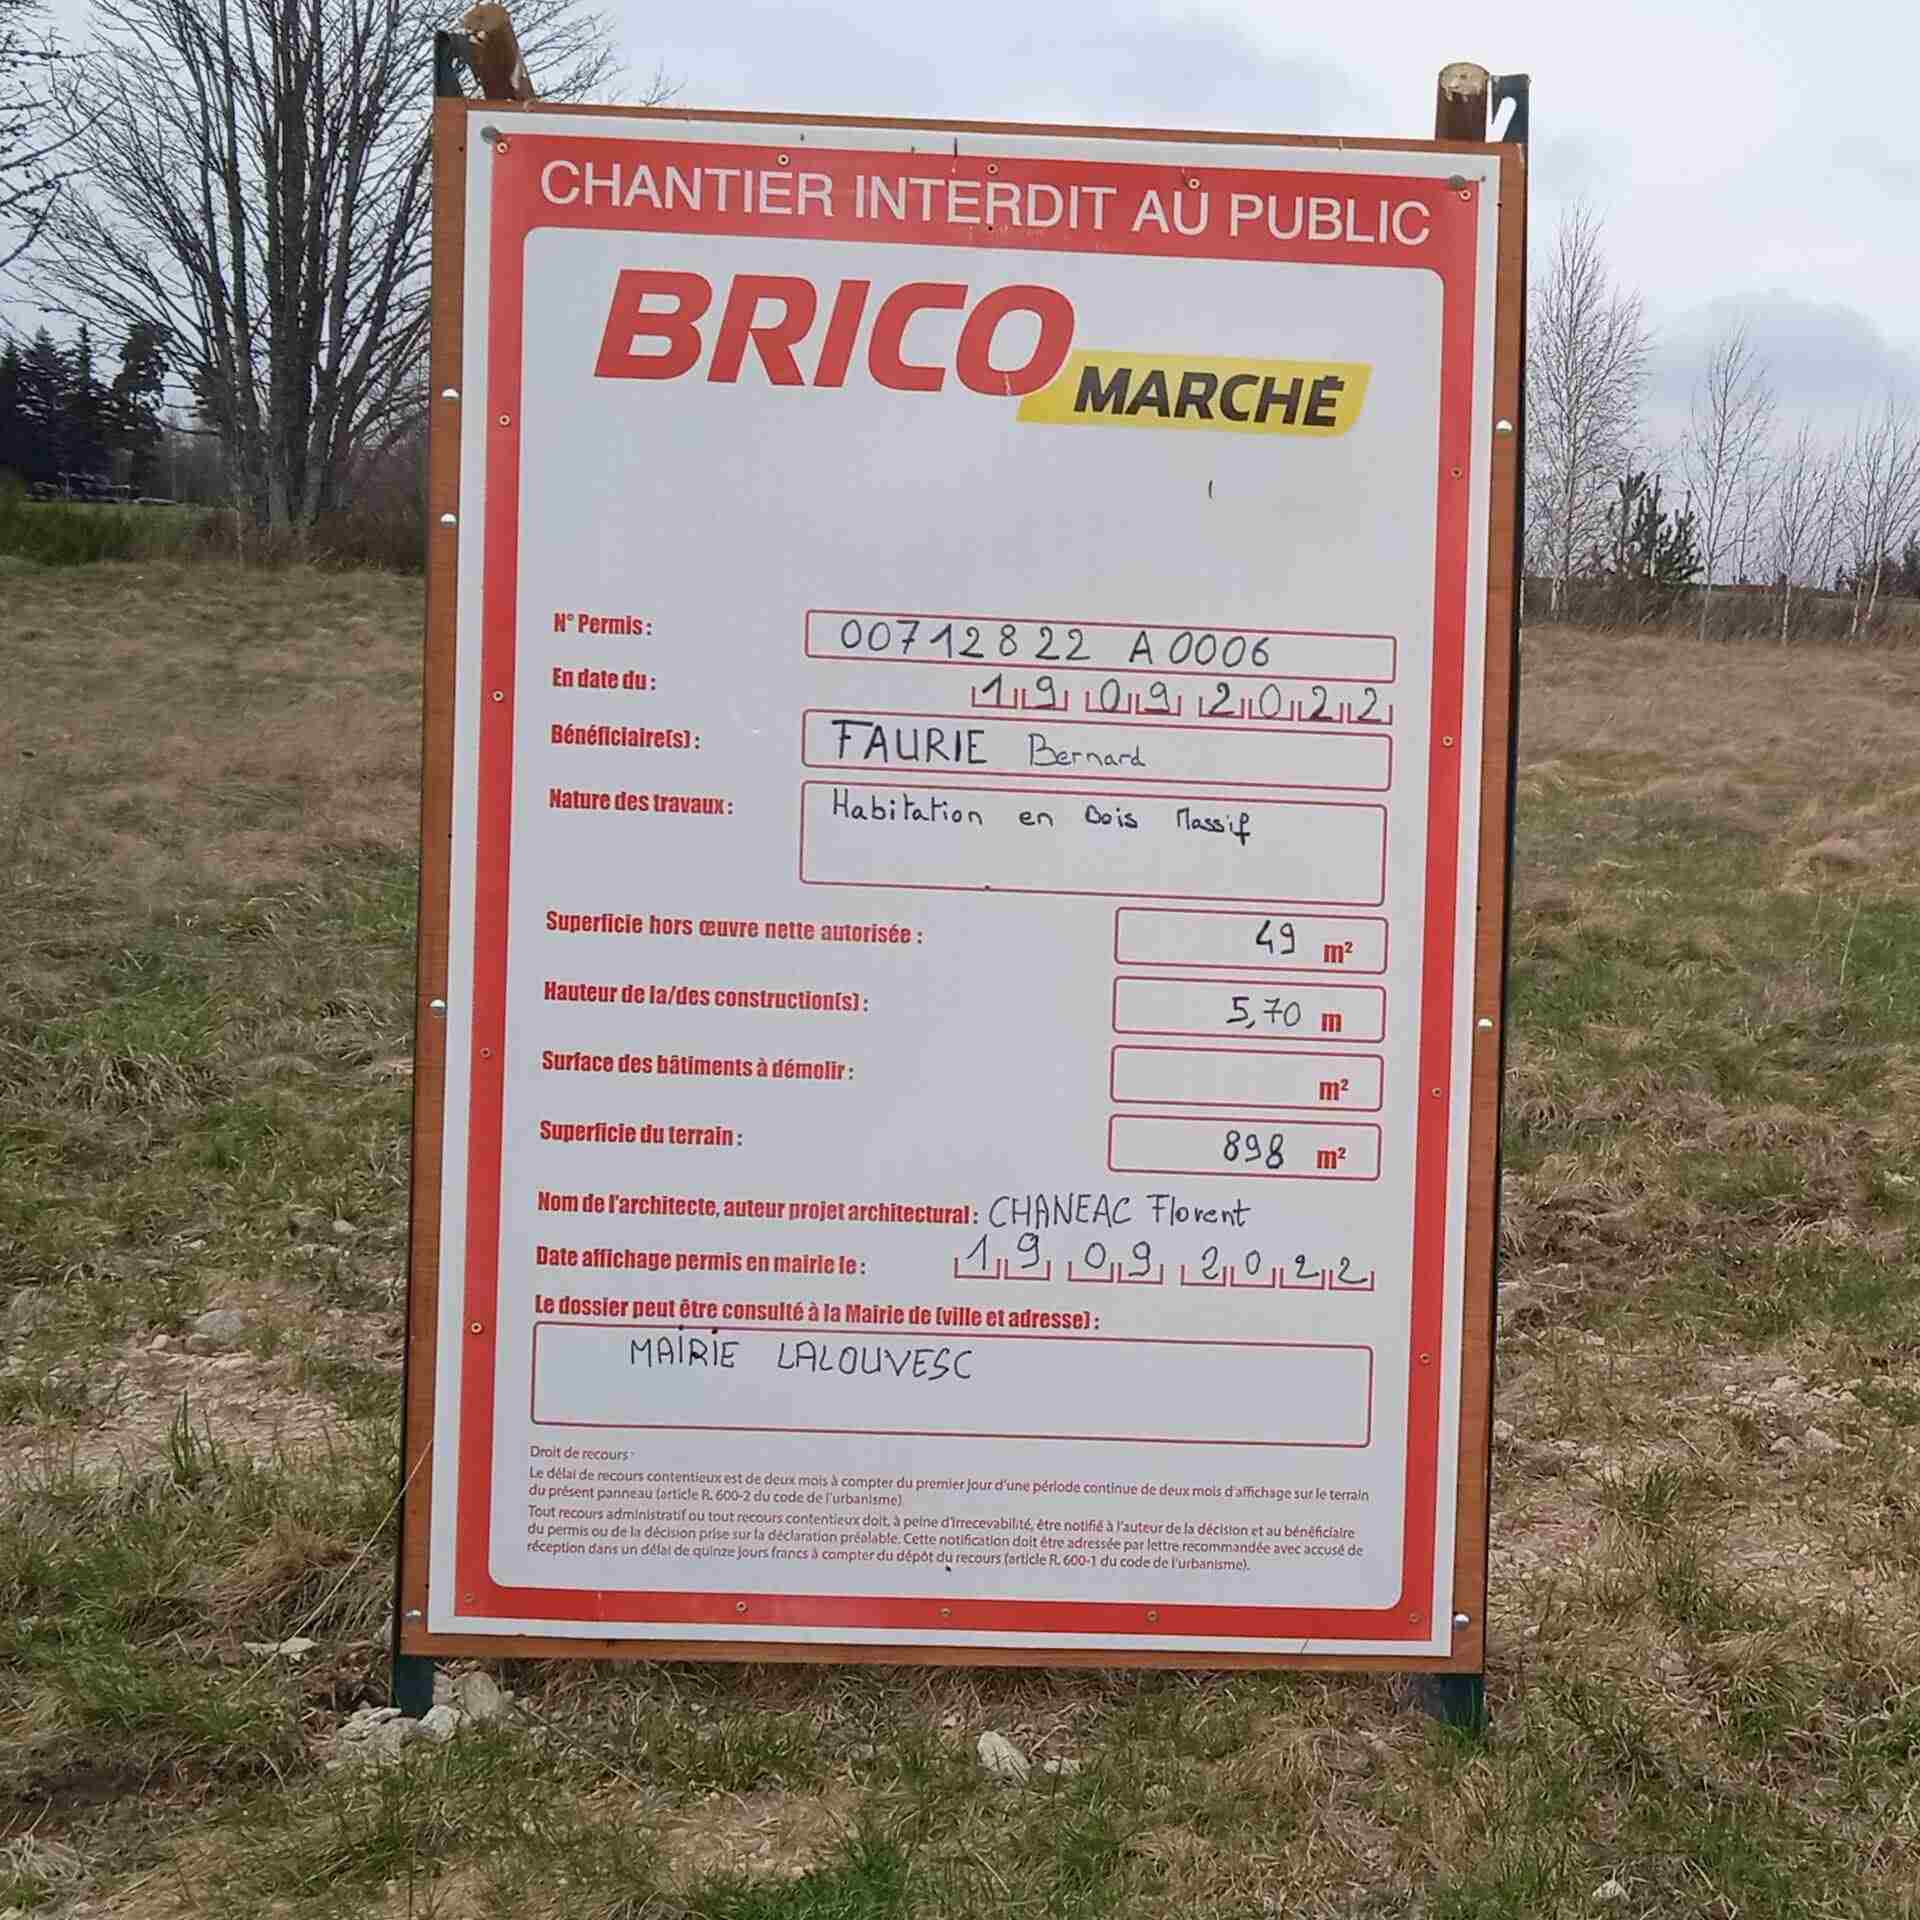 CHANTIER INTERDIT AU PUBLIC
BRICO
MARCHÉ
N° Permis : 00712822 A 0006
En date du : 19 09 2022
Bénéficiaire(s) : FAURIE Bernard
Nature des travaux : Habitation en Bois Massif
Superficie hors œuvre nette autorisée : 49 m²
Hauteur de la/des construction(s) : 5,70 m
Surface des bâtiments à démolir : m²
Superficie du terrain : 898 m²
Nom de l'architecte, auteur projet architectural : CHANEAC Florent
Date affichage permis en mairie le : 19 09 2022
Le dossier peut être consulté à la Mairie de (ville et adresse) :
MAIRIE LALOUVESC
Droit de recours :
Le délai de recours contentieux est de deux mois à compter du premier jour d'une période continue de deux mois d'affichage sur le terrain
du présent panneau (article R. 600-2 du code de l'urbanisme)
Tout recours administratif ou tout recours contentieux doit, à peine d'irrecevabilité, être notifié à l'auteur de la décision et au bénéficiaire
du permis ou de la décision prise sur la déclaration préalable. Cette notification doit être adressée par lettre recommandée avec accusé de
réception dans un délai de quinze jours francs à compter du dépôt du recours (article R. 600-1 du code de l'urbanisme).